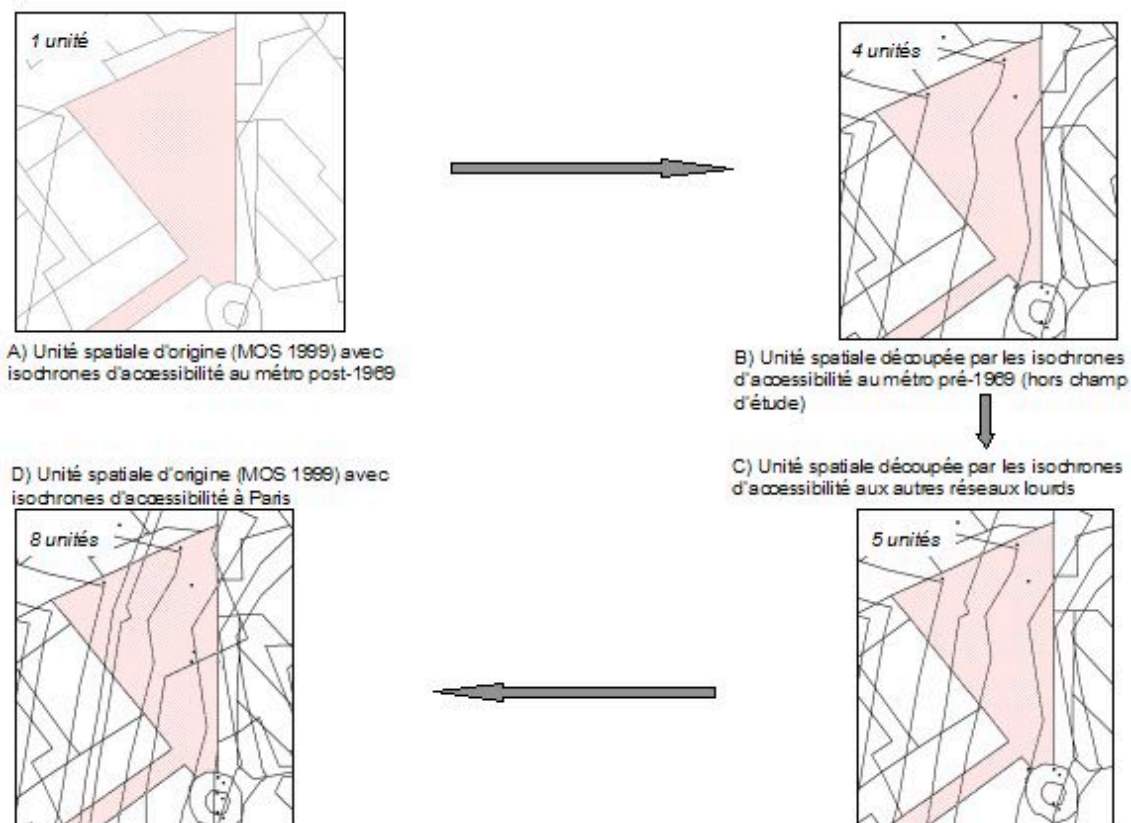 1 unité
A) Unité spatiale d'origine (MOS 1999) avec
isochrones d'accessibilité au métro post-1969
4 unités
B) Unité spatiale découpée par les isochrones
d'accessibilité au métro pré-1969 (hors champ
d'étude)
C) Unité spatiale découpée par les isochrones
d'accessibilité aux autres réseaux lourds
5 unités
D) Unité spatiale d'origine (MOS 1999) avec
isochrones d'accessibilité à Paris
8 unités